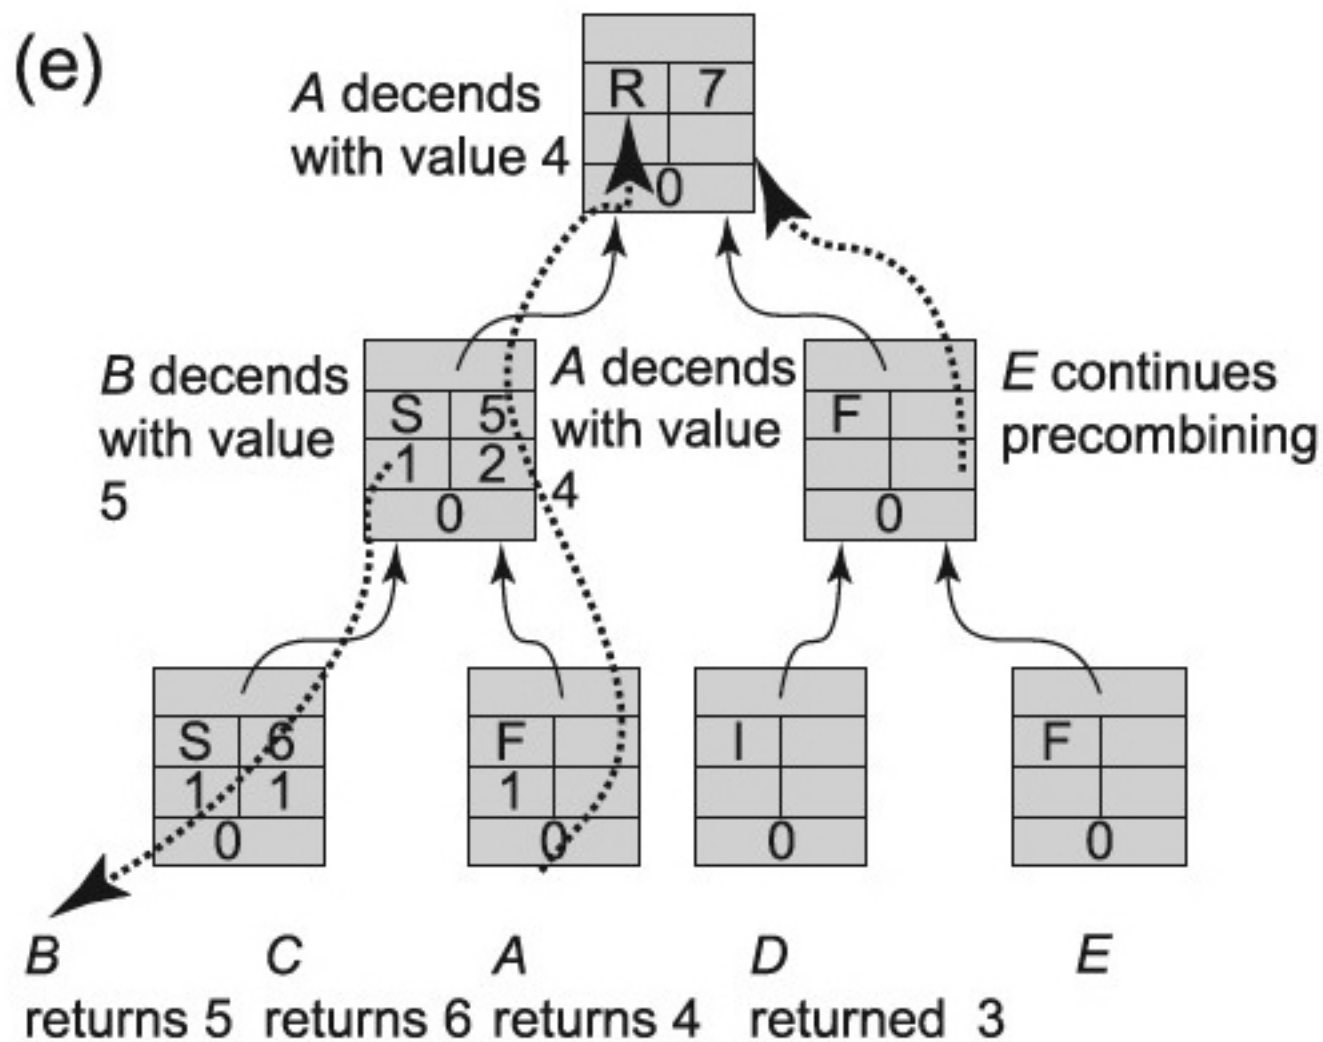 (e)
A decends
with value 4
R 7
0
B decends
with value
5
S 5
1 2
0
A decends
with value
4
F
0
E continues
precombining
S 6
1 1
0
F
1
0
I
0
F
0
B
returns 5
C
returns 6
A
returns 4
D
returned 3
E